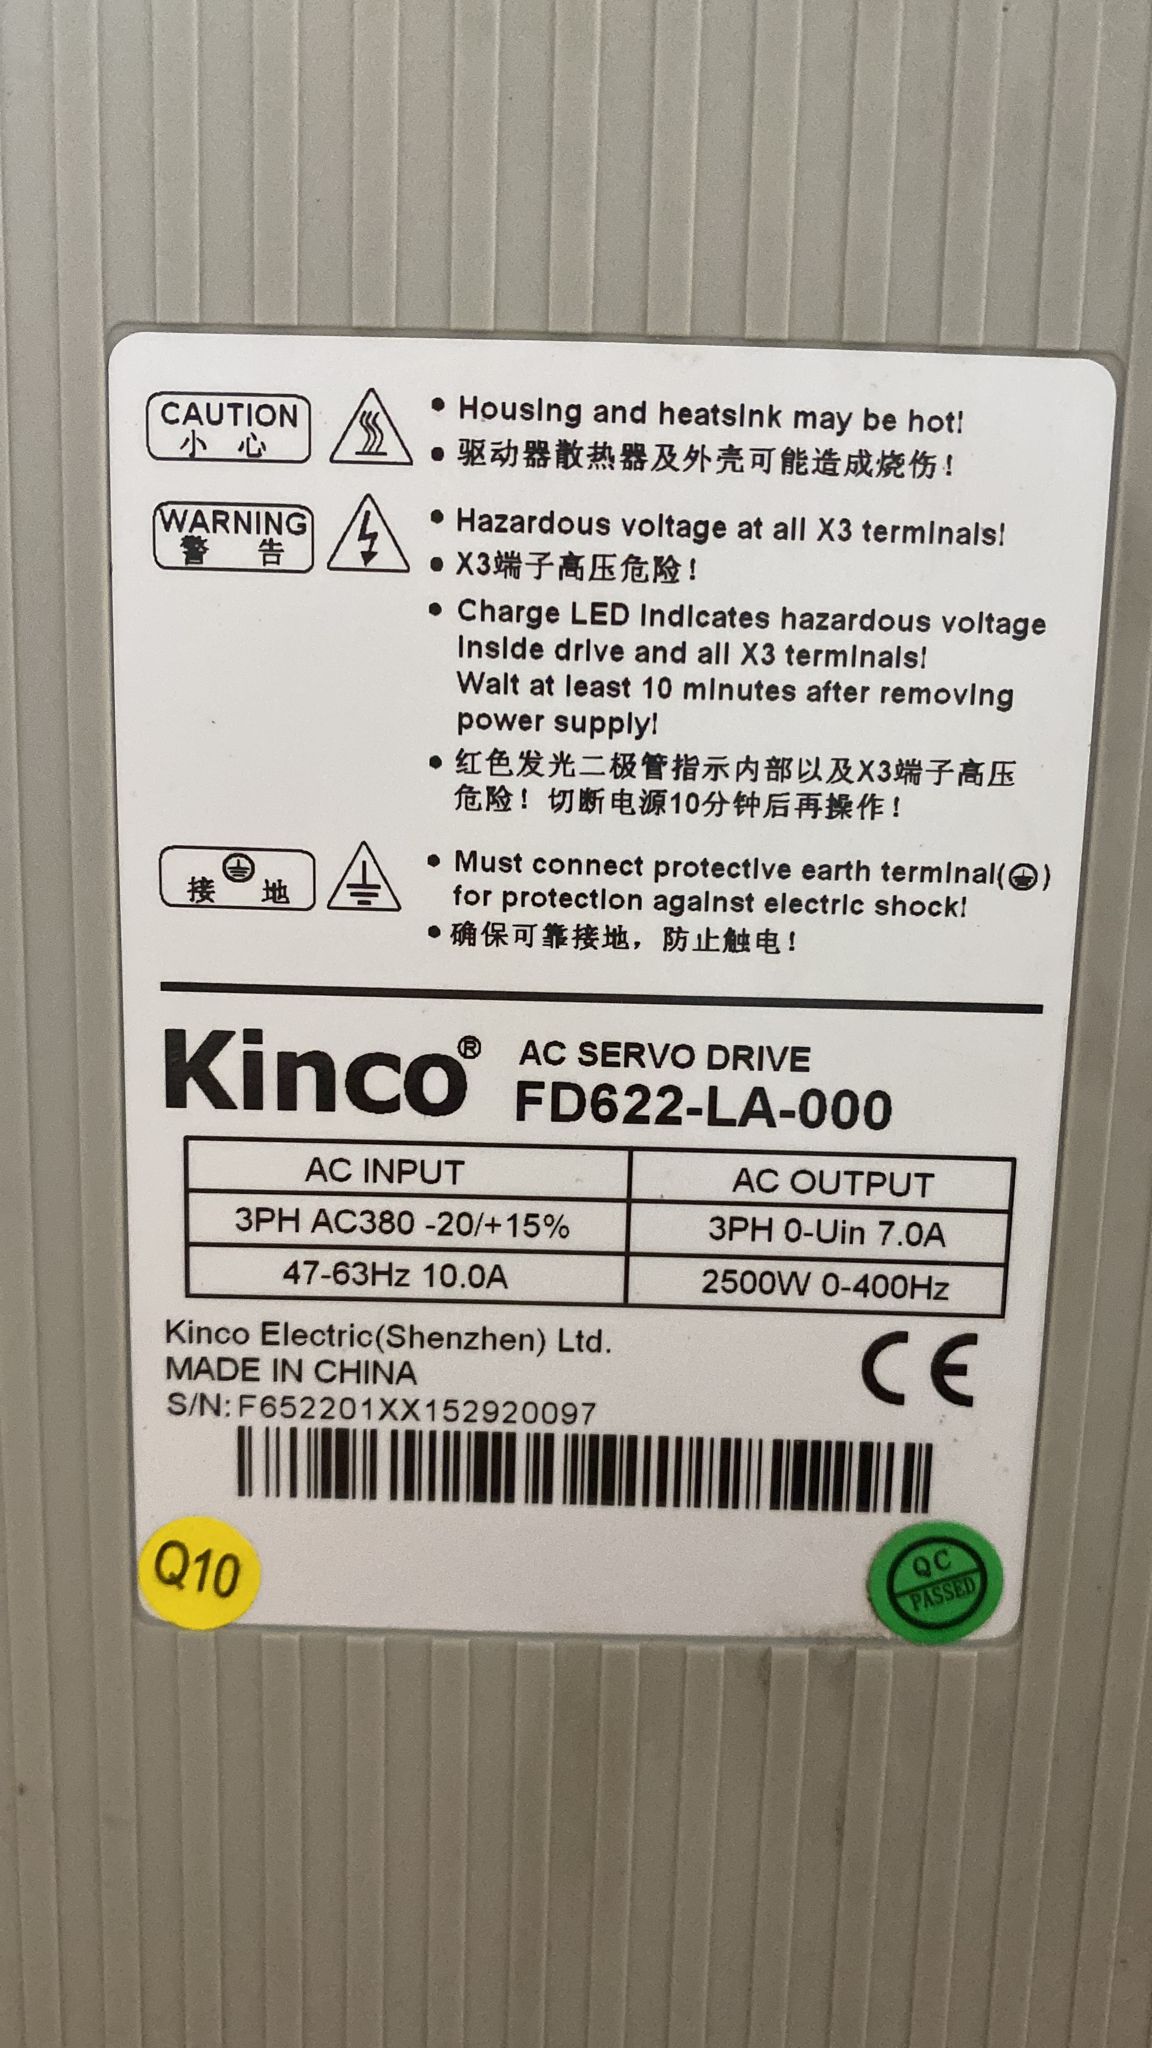 CAUTION
小 心
• Housing and heatsink may be hot!
• 驱动器散热器及外壳可能造成烧伤！
WARNING
警 告
• Hazardous voltage at all X3 terminals!
• X3端子高压危险！
• Charge LED indicates hazardous voltage
inside drive and all X3 terminals!
Wait at least 10 minutes after removing
power supply!
• 红色发光二极管指示内部以及X3端子高压
危险！切断电源10分钟后再操作！
接 地
• Must connect protective earth terminal(⏚)
for protection against electric shock!
• 确保可靠接地，防止触电！
Kinco®
AC SERVO DRIVE
FD622-LA-000
AC INPUT
AC OUTPUT
3PH AC380 -20/+15%
3PH 0-Uin 7.0A
47-63Hz 10.0A
2500W 0-400Hz
Kinco Electric(Shenzhen) Ltd.
MADE IN CHINA
S/N:F652201XX152920097
CE
Q10
QC
PASSED